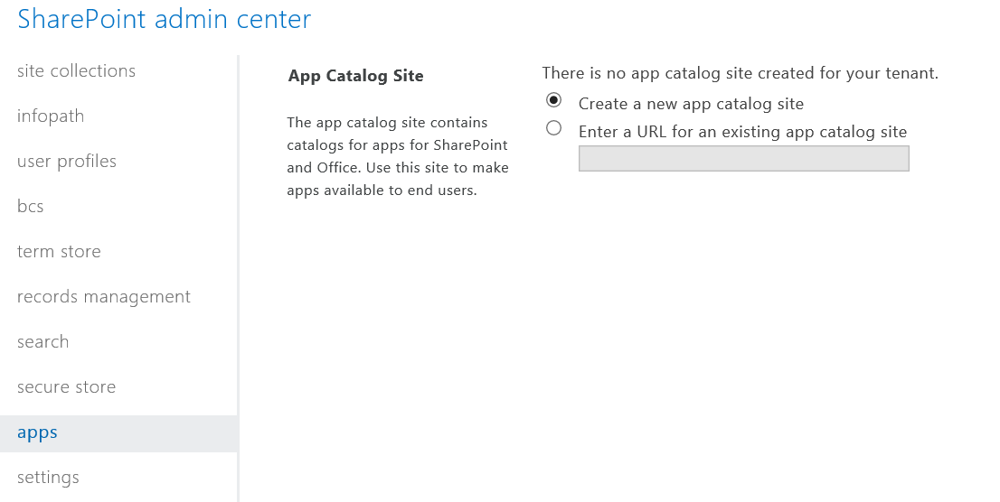 SharePoint admin center
site collections
infopath
user profiles
bcs
term store
records management
search
secure store
apps
settings
App Catalog Site
The app catalog site contains
catalogs for apps for SharePoint
and Office. Use this site to make
apps available to end users.
There is no app catalog site created for your tenant.
Create a new app catalog site
Enter a URL for an existing app catalog site